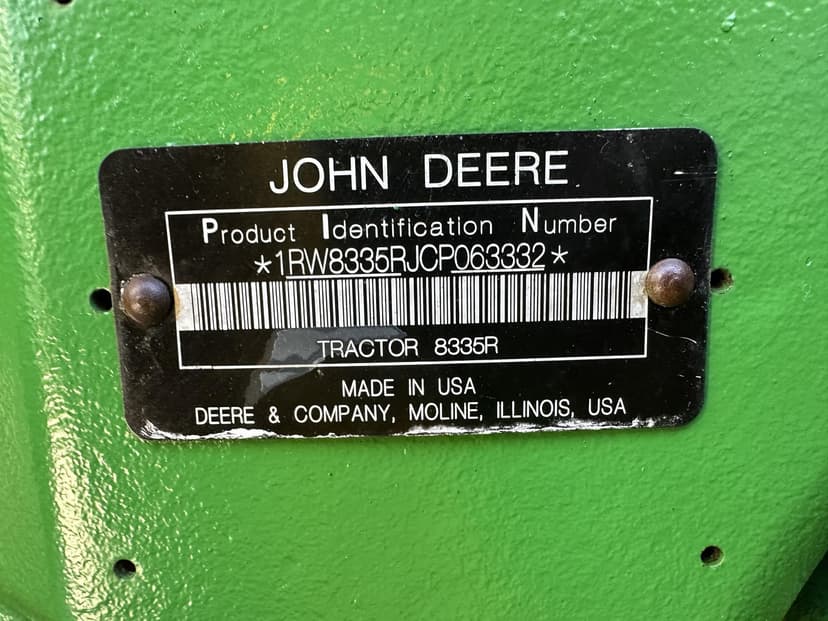 JOHN DEERE
Product Identification Number
*1RW8335RJCP063332*
TRACTOR 8335R
MADE IN USA
DEERE & COMPANY, MOLINE, ILLINOIS, USA